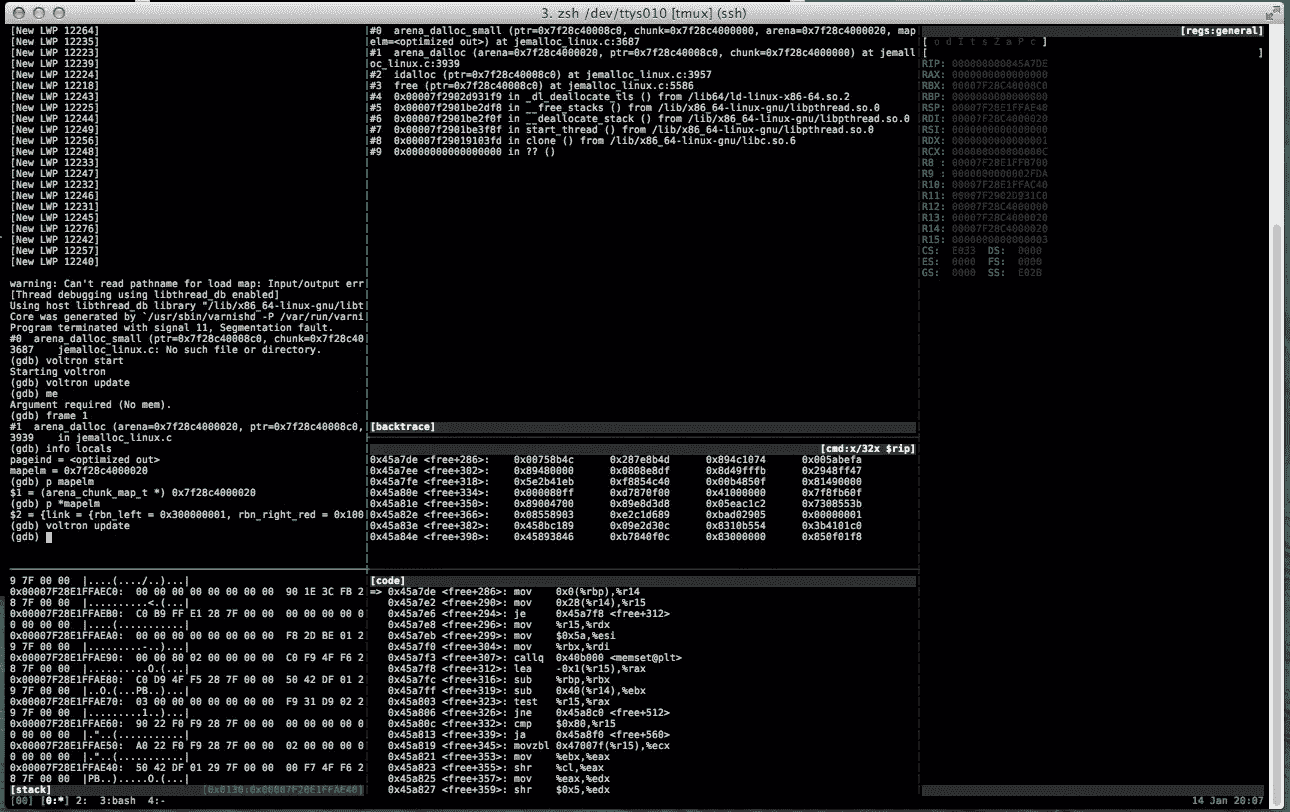 3. zsh /dev/ttys010 [tmux] (ssh)
[New LWP 12264]
[New LWP 12235]
[New LWP 12223]
[New LWP 12239]
[New LWP 12224]
[New LWP 12218]
[New LWP 12243]
[New LWP 12225]
[New LWP 12244]
[New LWP 12249]
[New LWP 12256]
[New LWP 12248]
[New LWP 12233]
[New LWP 12247]
[New LWP 12232]
[New LWP 12246]
[New LWP 12231]
[New LWP 12245]
[New LWP 12276]
[New LWP 12242]
[New LWP 12257]
[New LWP 12240]
warning: Can't read pathname for load map: Input/output err
[Thread debugging using libthread_db enabled]
Using host libthread_db library "/lib/x86_64-linux-gnu/libt
Core was generated by `/usr/sbin/varnishd -P /var/run/varni
Program terminated with signal 11, Segmentation fault.
#0  arena_dalloc_small (ptr=0x7f28c40008c0, chunk=0x7f28c40
3687    jemalloc_linux.c: No such file or directory.
(gdb) voltron start
Starting voltron
(gdb) voltron update
(gdb) me
Argument required (No mem).
(gdb) frame 1
#1  arena_dalloc (arena=0x7f28c4000020, ptr=0x7f28c40008c0,
3939    in jemalloc_linux.c
(gdb) info locals
pageind = <optimized out>
mapelm = 0x7f28c4000020
(gdb) p mapelm
$1 = (arena_chunk_map_t *) 0x7f28c4000020
(gdb) p *mapelm
$2 = {link = {rbn_left = 0x300000001, rbn_right_red = 0x100
(gdb) voltron update
(gdb)
9 7F 00 00  |....(..../..)...|
0x00007F28E1FFAEC0:  00 00 00 00 00 00 00 00  90 1E 3C FB 2
8 7F 00 00  |..........<.(...|
0x00007F28E1FFAEB0:  C0 B9 FF E1 28 7F 00 00  00 00 00 00 0
0 00 00 00  |....(...........|
0x00007F28E1FFAEA0:  00 00 00 00 00 00 00 00  F8 2D BE 01 2
9 7F 00 00  |.........-..)...|
0x00007F28E1FFAE90:  00 00 80 02 00 00 00 00  C0 F9 4F F6 2
8 7F 00 00  |..........O.(...|
0x00007F28E1FFAE80:  C0 D9 4F F5 28 7F 00 00  50 42 DF 01 2
9 7F 00 00  |..O.(...PB..)...|
0x00007F28E1FFAE70:  03 00 00 00 00 00 00 00  F9 31 D9 02 2
9 7F 00 00  |.........1..)...|
0x00007F28E1FFAE60:  90 22 F0 F9 28 7F 00 00  00 00 00 00 0
0 00 00 00  |."..(...........|
0x00007F28E1FFAE50:  A0 22 F0 F9 28 7F 00 00  02 00 00 00 0
0 00 00 00  |."..(...........|
0x00007F28E1FFAE40:  50 42 DF 01 29 7F 00 00  00 F7 4F F6 2
8 7F 00 00  |PB..).....O.(...|
[stack] [0x0130:0x00007F28E1FFAE40]
#0  arena_dalloc_small (ptr=0x7f28c40008c0, chunk=0x7f28c4000000, arena=0x7f28c4000020, map
elm=<optimized out>) at jemalloc_linux.c:3687
#1  arena_dalloc (arena=0x7f28c4000020, ptr=0x7f28c40008c0, chunk=0x7f28c4000000) at jemall
oc_linux.c:3939
#2  idalloc (ptr=0x7f28c40008c0) at jemalloc_linux.c:3957
#3  free (ptr=0x7f28c40008c0) at jemalloc_linux.c:5586
#4  0x00007f2902d931f9 in _dl_deallocate_tls () from /lib64/ld-linux-x86-64.so.2
#5  0x00007f2901be2df8 in __free_stacks () from /lib/x86_64-linux-gnu/libpthread.so.0
#6  0x00007f2901be2f0f in __deallocate_stack () from /lib/x86_64-linux-gnu/libpthread.so.0
#7  0x00007f2901be3f8f in start_thread () from /lib/x86_64-linux-gnu/libpthread.so.0
#8  0x00007f29019103fd in clone () from /lib/x86_64-linux-gnu/libc.so.6
#9  0x0000000000000000 in ?? ()
[backtrace]
[cmd:x/32x $rip]
0x45a7de <free+286>:    0x00758b4c      0x287e8b4d      0x894c1074      0x005abefa
0x45a7ee <free+302>:    0x89480000      0x0808e8df      0x8d49fffb      0x2948ff47
0x45a7fe <free+318>:    0x5e2b41eb      0xf8854c40      0x00b4850f      0x81490000
0x45a80e <free+334>:    0x000080ff      0xd7870f00      0x41000000      0x7f8fb60f
0x45a81e <free+350>:    0x89004700      0x89e8d3d8      0x05eac1c2      0x7308553b
0x45a82e <free+366>:    0x08558903      0xe2c1d689      0xbad02905      0x00000001
0x45a83e <free+382>:    0x458bc189      0x09e2d30c      0x8310b554      0x3b4101c0
0x45a84e <free+398>:    0x45893846      0xb7840f0c      0x83000000      0x850f01f8
[code]
=> 0x45a7de <free+286>: mov    0x0(%rbp),%r14
0x45a7e2 <free+290>: mov    0x28(%r14),%r15
0x45a7e6 <free+294>: je     0x45a7f8 <free+312>
0x45a7e8 <free+296>: mov    %r15,%rdx
0x45a7eb <free+299>: mov    $0x5a,%esi
0x45a7f0 <free+304>: mov    %rbx,%rdi
0x45a7f3 <free+307>: callq  0x40b000 <memset@plt>
0x45a7f8 <free+312>: lea    -0x1(%r15),%rax
0x45a7fc <free+316>: sub    %rbp,%rbx
0x45a7ff <free+319>: sub    0x40(%r14),%ebx
0x45a803 <free+323>: test   %r15,%rax
0x45a806 <free+326>: jne    0x45a8c0 <free+512>
0x45a80c <free+332>: cmp    $0x80,%r15
0x45a813 <free+339>: ja     0x45a8f0 <free+560>
0x45a819 <free+345>: movzbl 0x47007f(%r15),%ecx
0x45a821 <free+353>: mov    %ebx,%eax
0x45a823 <free+355>: shr    %cl,%eax
0x45a825 <free+357>: mov    %eax,%edx
0x45a827 <free+359>: shr    $0x5,%edx
[regs:general]
[ o d I t s Z a P c ]
[ ]
RIP: 000000000045A7DE
RAX: 0000000000000000
RBX: 00007F28C40008C0
RBP: 0000000000000000
RSP: 00007F28E1FFAE40
RDI: 00007F28C4000020
RSI: 0000000000000000
RDX: 0000000000000001
RCX: 000000000000000C
R8 : 00007F28E1FFB700
R9 : 0000000000002FDA
R10: 00007F28E1FFAC40
R11: 00007F2902D931C0
R12: 00007F28C4000000
R13: 00007F28C4000020
R14: 00007F28C4000020
R15: 0000000000000003
CS:  E033  DS:  0000
ES:  0000  FS:  0000
GS:  0000  SS:  E02B
[00] [0:*] 2:  3:bash  4:-
14 Jan 20:07